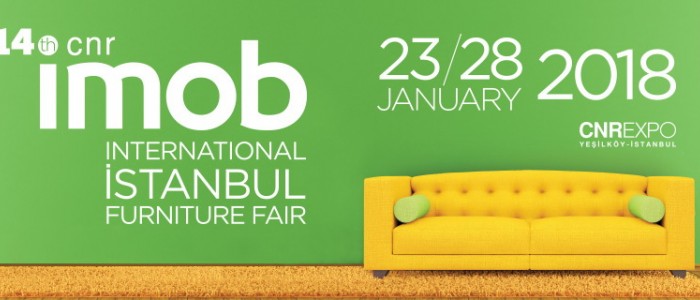 14th cnr
imob
INTERNATIONAL
İSTANBUL
FURNITURE FAIR
23/28
JANUARY
2018
CNREXPO
YEŞİLKÖY-İSTANBUL